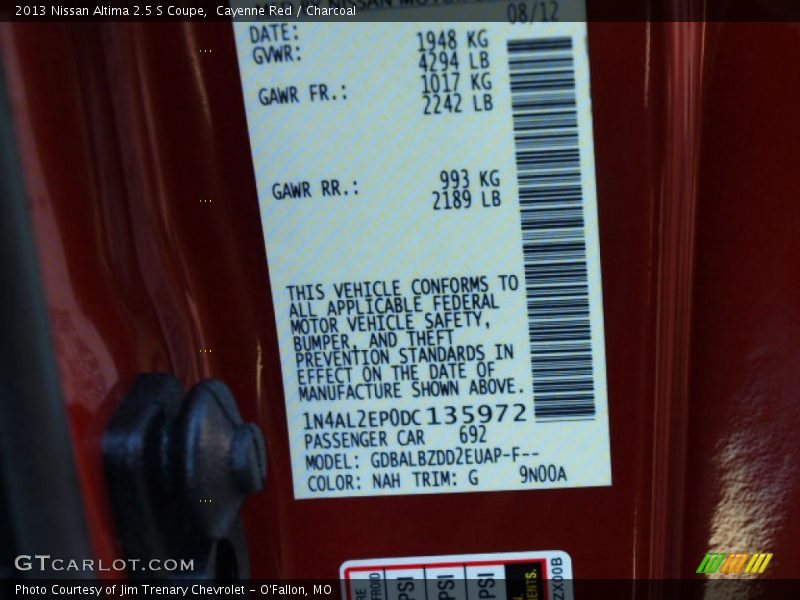 2013 Nissan Altima 2.5 S Coupe, Cayenne Red / Charcoal
08/12
DATE:
GVWR: 1948 KG
4294 LB
GAWR FR.: 1017 KG
2242 LB
GAWR RR.: 993 KG
2189 LB
THIS VEHICLE CONFORMS TO
ALL APPLICABLE FEDERAL
MOTOR VEHICLE SAFETY,
BUMPER, AND THEFT
PREVENTION STANDARDS IN
EFFECT ON THE DATE OF
MANUFACTURE SHOWN ABOVE.
1N4AL2EP0DC135972
PASSENGER CAR 692
MODEL: GDBALBZDD2EUAP-F--
COLOR: NAH TRIM: G 9N00A
PSI
PSI
PSI
GTCARLOT.COM
Photo Courtesy of Jim Trenary Chevrolet - O'Fallon, MO